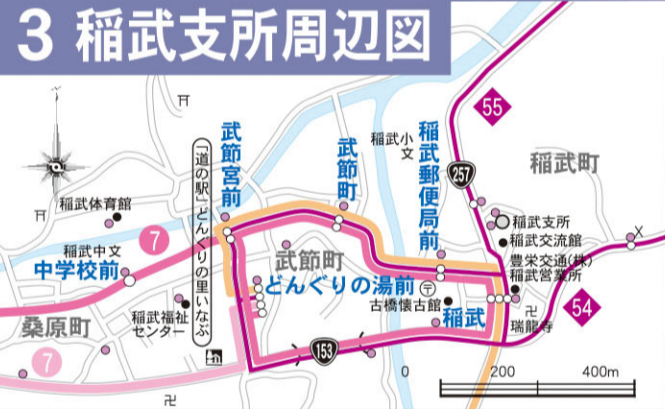 3 稲武支所周辺図
55
257
稲武町
稲武小
文
稲武郵便局前
武節町
武節宮前
「道の駅」どんぐりの里いなぶ
稲武体育館
7
稲武中文
中学校前
稲武支所
稲武交流館
豊栄交通(株)
稲武営業所
X
54
武節町
どんぐりの湯前
〒
古橋懐古館
稲武
瑞龍寺
稲武福祉
センター
桑原町
7
153
0 200 400m